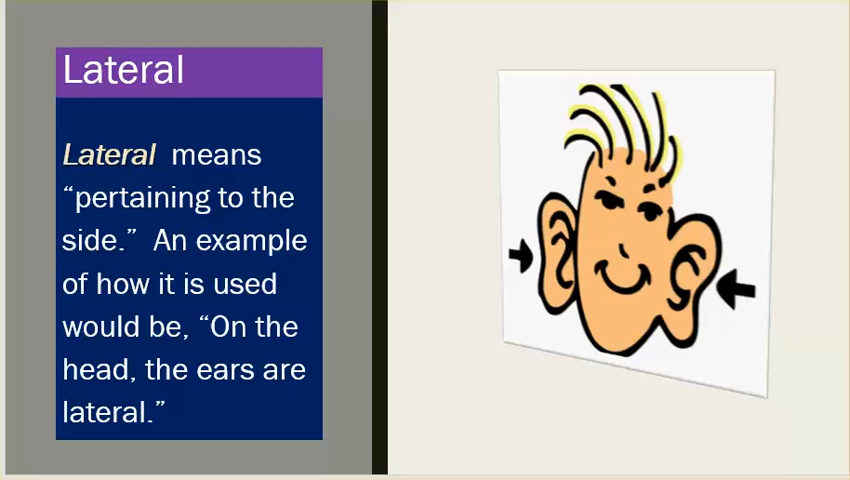 Lateral
Lateral means
“pertaining to the
side.” An example
of how it is used
would be, “On the
head, the ears are
lateral.”